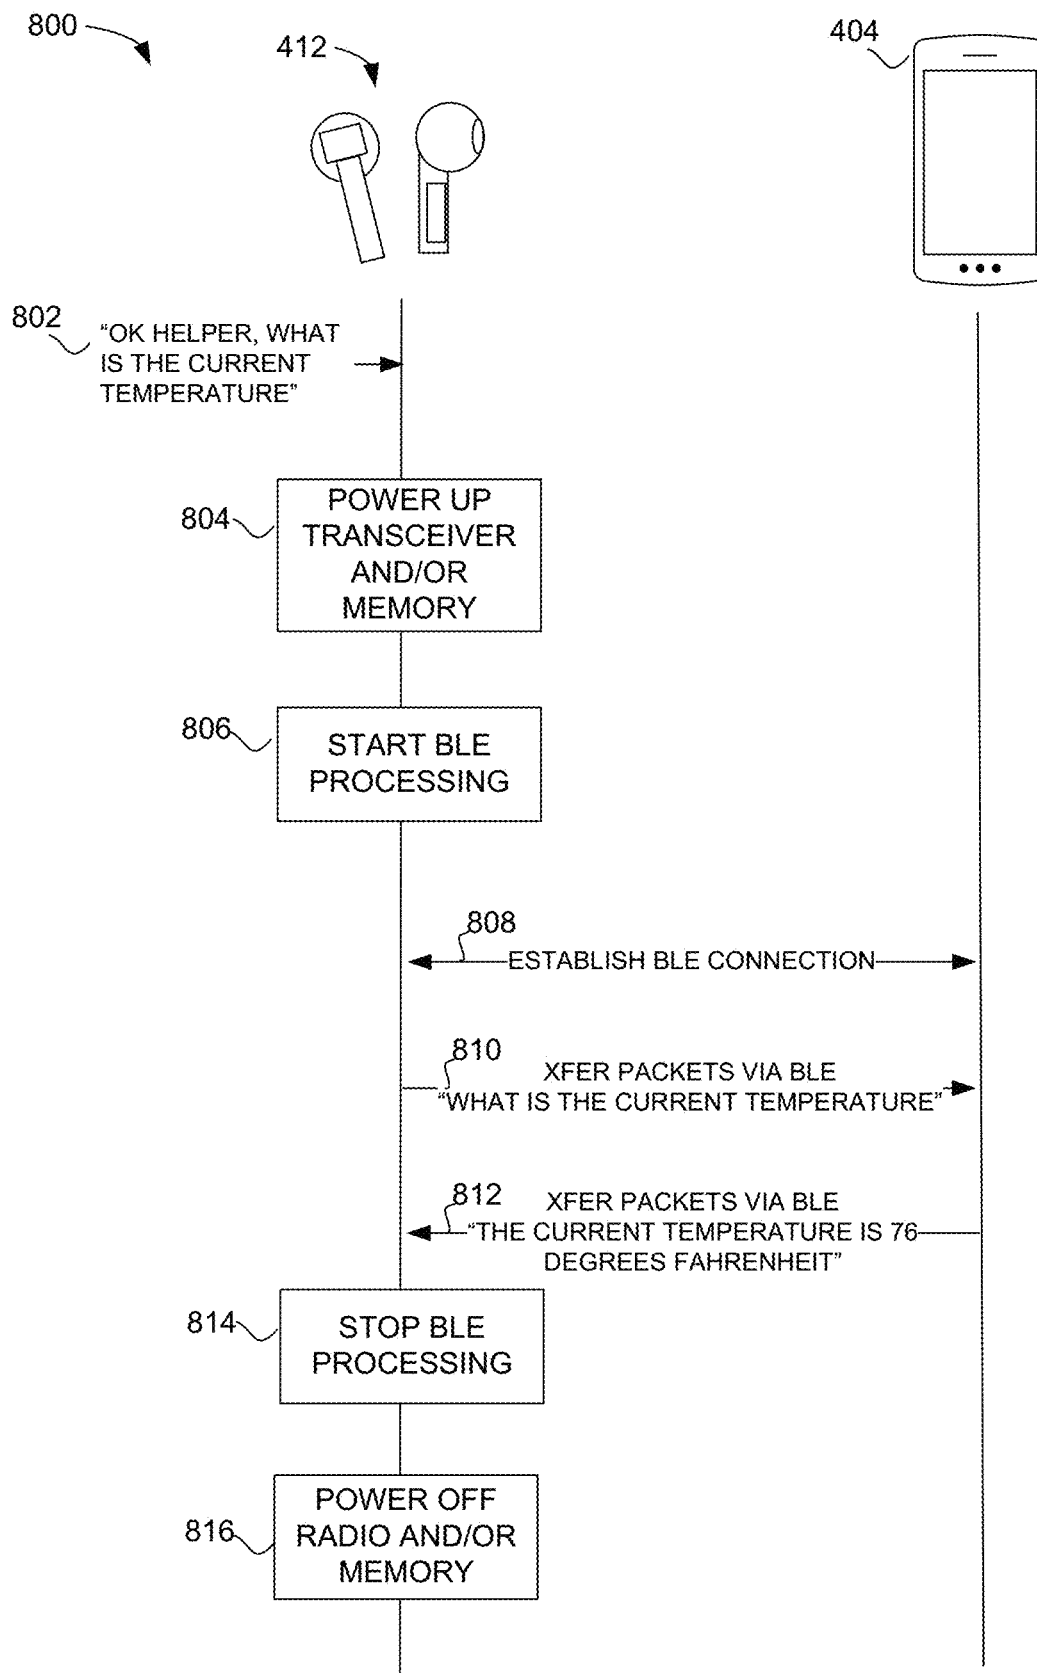 800
412
404
802
“OK HELPER, WHAT
IS THE CURRENT
TEMPERATURE”
804
POWER UP
TRANSCEIVER
AND/OR
MEMORY
806
START BLE
PROCESSING
808
ESTABLISH BLE CONNECTION
810
XFER PACKETS VIA BLE
“WHAT IS THE CURRENT TEMPERATURE”
812
XFER PACKETS VIA BLE
“THE CURRENT TEMPERATURE IS 76
DEGREES FAHRENHEIT”
814
STOP BLE
PROCESSING
816
POWER OFF
RADIO AND/OR
MEMORY